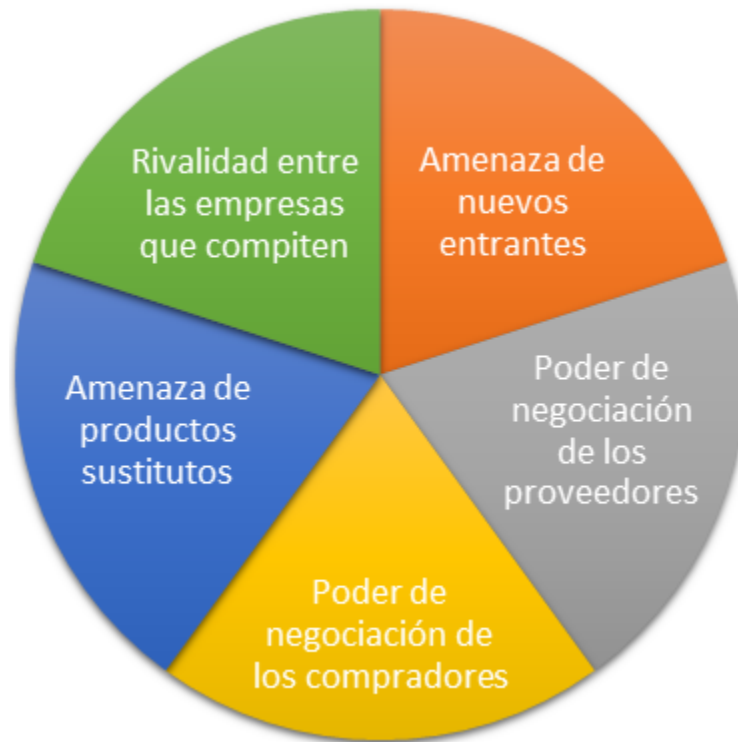 Rivalidad entre
las empresas
que compiten
Amenaza de
nuevos
entrantes
Poder de
negociación
de los
proveedores
Poder de
negociación de
los compradores
Amenaza de
productos
sustitutos